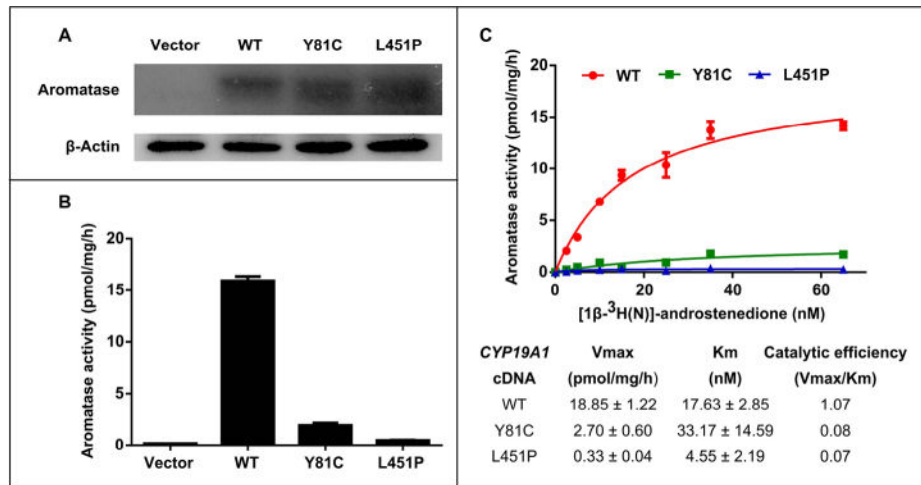 A
Vector WT Y81C L451P
Aromatase
β-Actin
B
Aromatase activity (pmol/mg/h)
20
15
10
5
0
Vector WT Y81C L451P
C
WT Y81C L451P
Aromatase activity (pmol/mg/h)
20
15
10
5
0
0 20 40 60
[1β-³H(N)]-androstenedione (nM)
CYP19A1 Vmax Km Catalytic efficiency
cDNA (pmol/mg/h) (nM) (Vmax/Km)
WT 18.85 ± 1.22 17.63 ± 2.85 1.07
Y81C 2.70 ± 0.60 33.17 ± 14.59 0.08
L451P 0.33 ± 0.04 4.55 ± 2.19 0.07